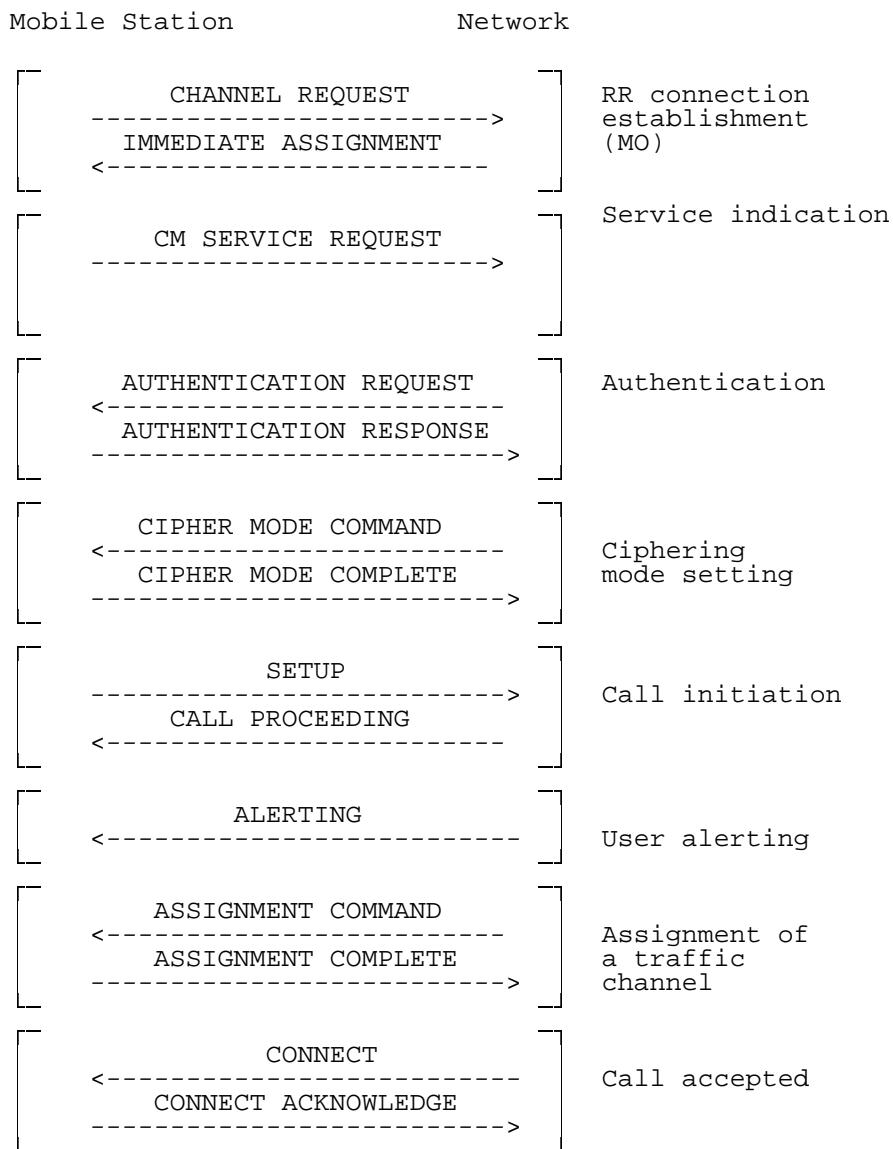 Mobile Station Network
CHANNEL REQUEST RR connection
-------------------------> establishment
IMMEDIATE ASSIGNMENT (MO)
<------------------------
Service indication
CM SERVICE REQUEST
------------------------->
AUTHENTICATION REQUEST Authentication
<-------------------------
AUTHENTICATION RESPONSE
-------------------------->
CIPHER MODE COMMAND
<------------------------- Ciphering
CIPHER MODE COMPLETE mode setting
-------------------------->
SETUP
--------------------------> Call initiation
CALL PROCEEDING
<-------------------------
ALERTING
<-------------------------- User alerting
ASSIGNMENT COMMAND
<------------------------- Assignment of
ASSIGNMENT COMPLETE a traffic
--------------------------> channel
CONNECT
<-------------------------- Call accepted
CONNECT ACKNOWLEDGE
-------------------------->